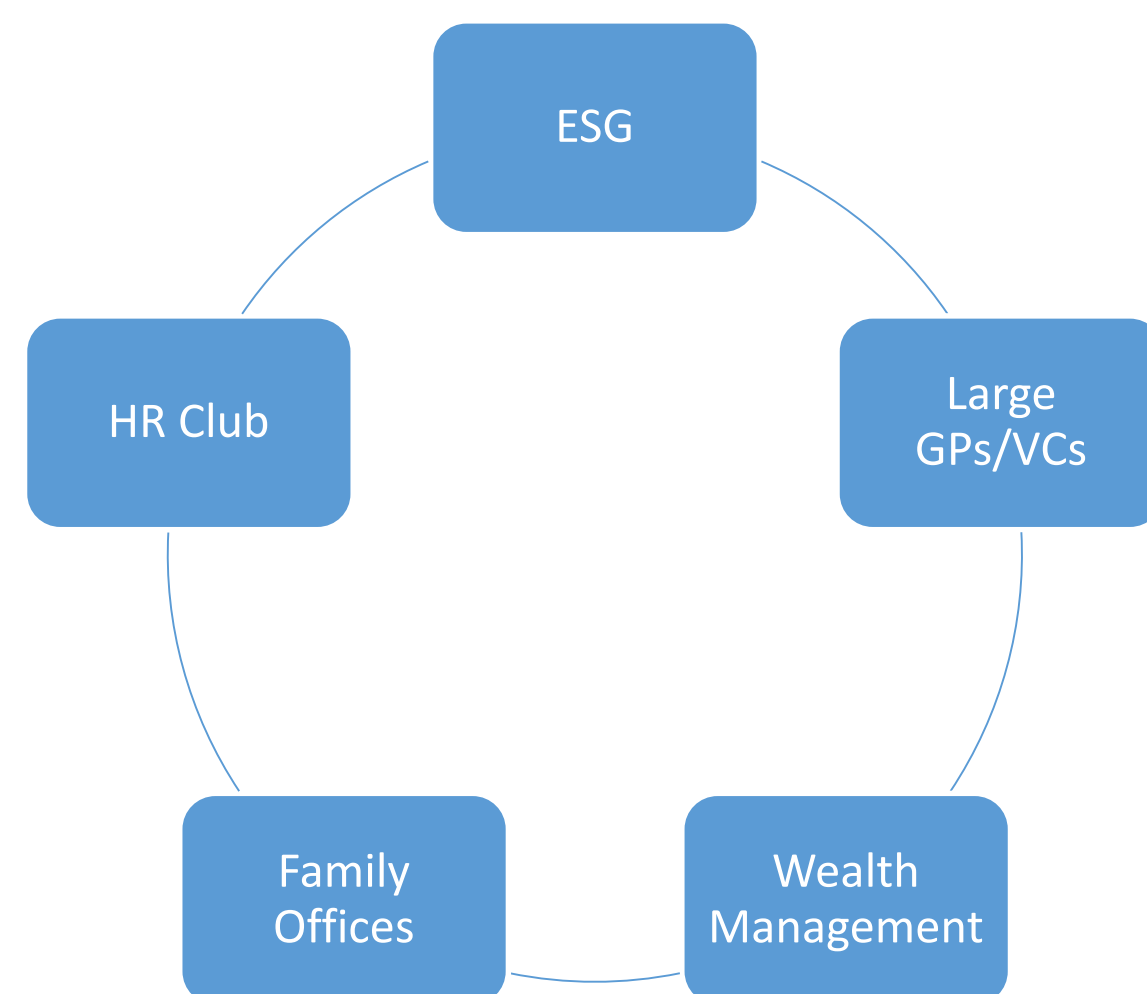 ESG
HR Club
Large
GPs/VCs
Family
Offices
Wealth
Management